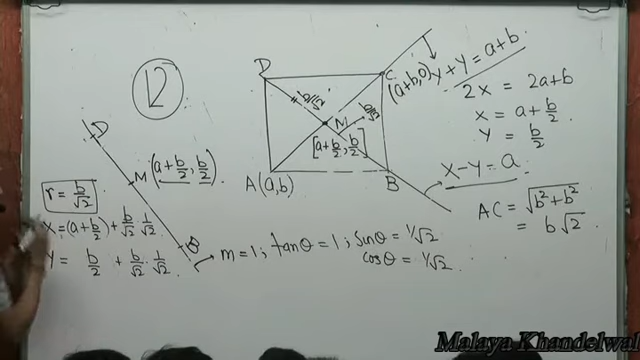 12
D
C
(a+b,0)
y+y = a+b
2x = 2a+b
x = a+b/2
y = b/2
b/√2
b/√2
M
[a+b/2, b/2]
A(a,b)
B
x-y = a
AC = √b²+b²
= b√2
D
M (a+b/2, b/2)
B
r = b/√2
x = (a+b/2) + b/√2 . 1/√2
y = b/2 + b/√2 . 1/√2
m=1; tanθ = 1; sinθ = 1/√2
cosθ = 1/√2
Malaya Khandelwal